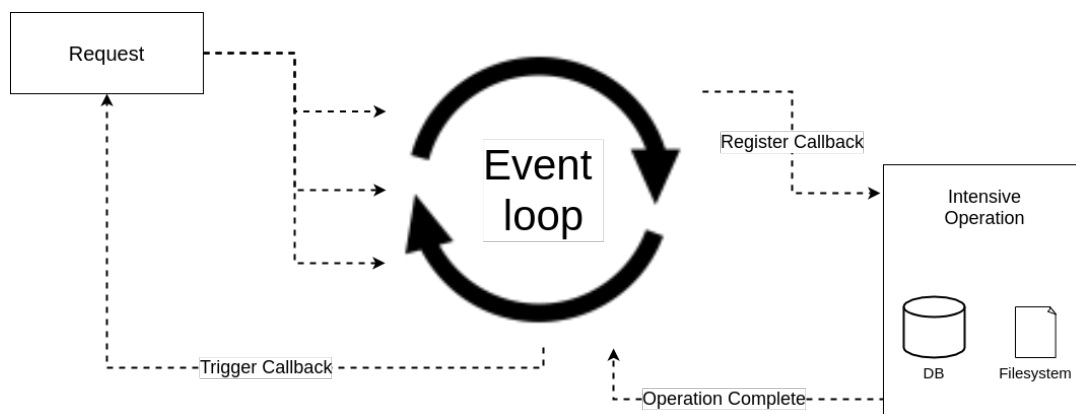 Request
Event
loop
Register Callback
Intensive
Operation
DB
Filesystem
Trigger Callback
Operation Complete